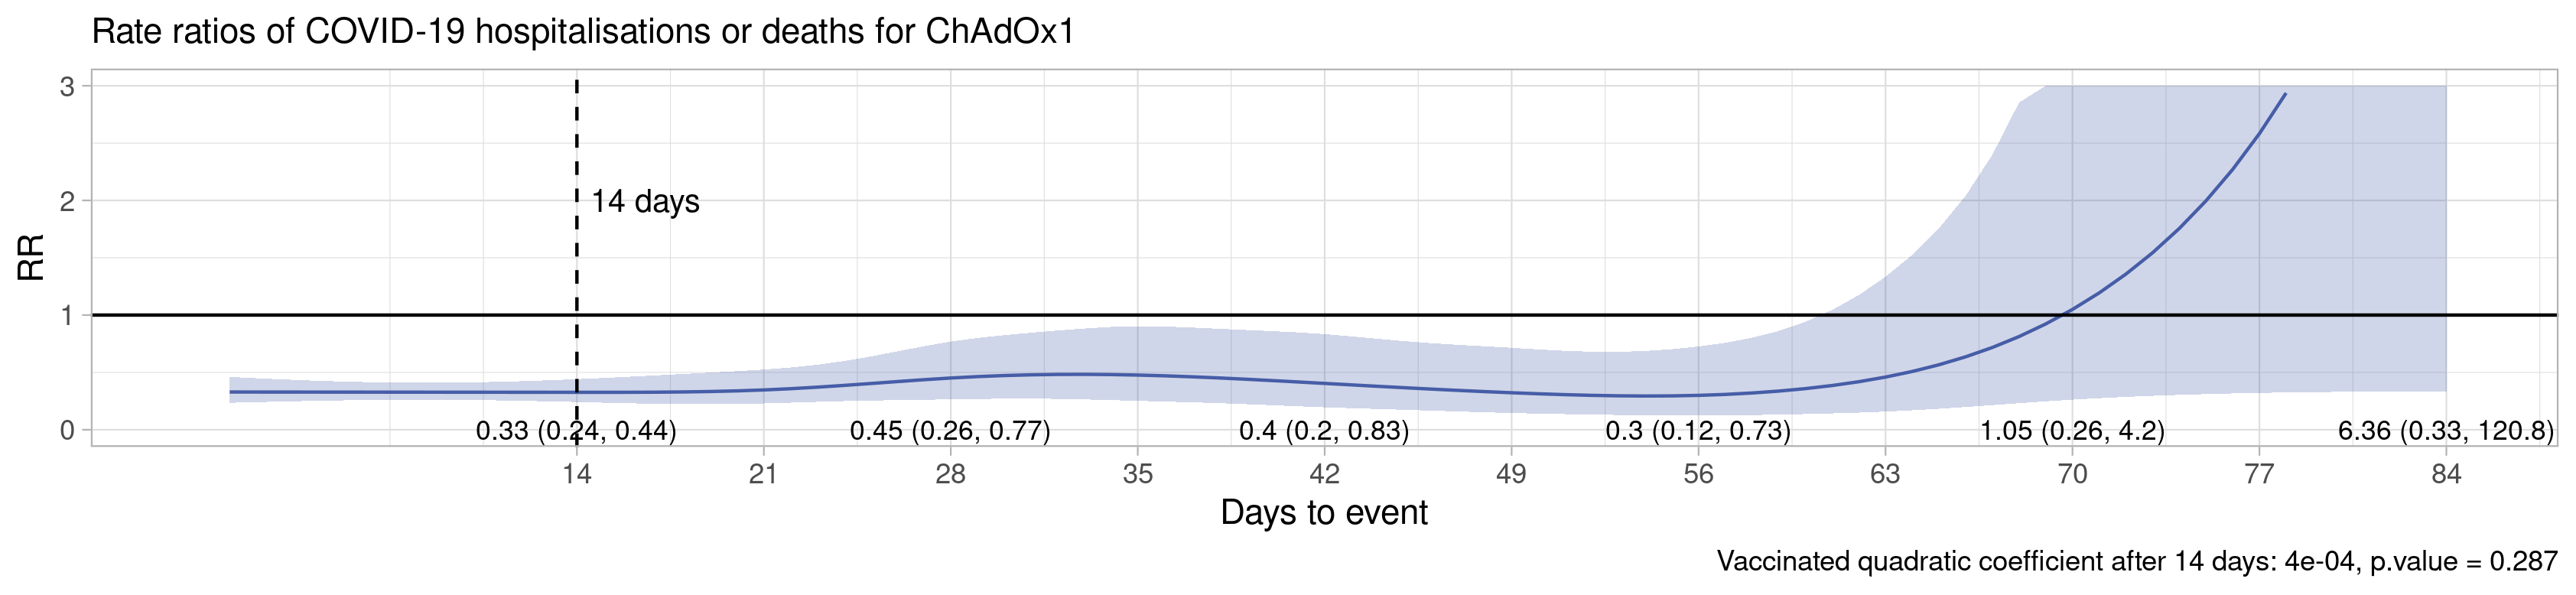 Rate ratios of COVID-19 hospitalisations or deaths for ChAdOx1
3
2
1
0
RR
14 days
0.33 (0.24, 0.44)
0.45 (0.26, 0.77)
0.4 (0.2, 0.83)
0.3 (0.12, 0.73)
1.05 (0.26, 4.2)
6.36 (0.33, 120.8)
14 21 28 35 42 49 56 63 70 77 84
Days to event
Vaccinated quadratic coefficient after 14 days: 4e-04, p.value = 0.287